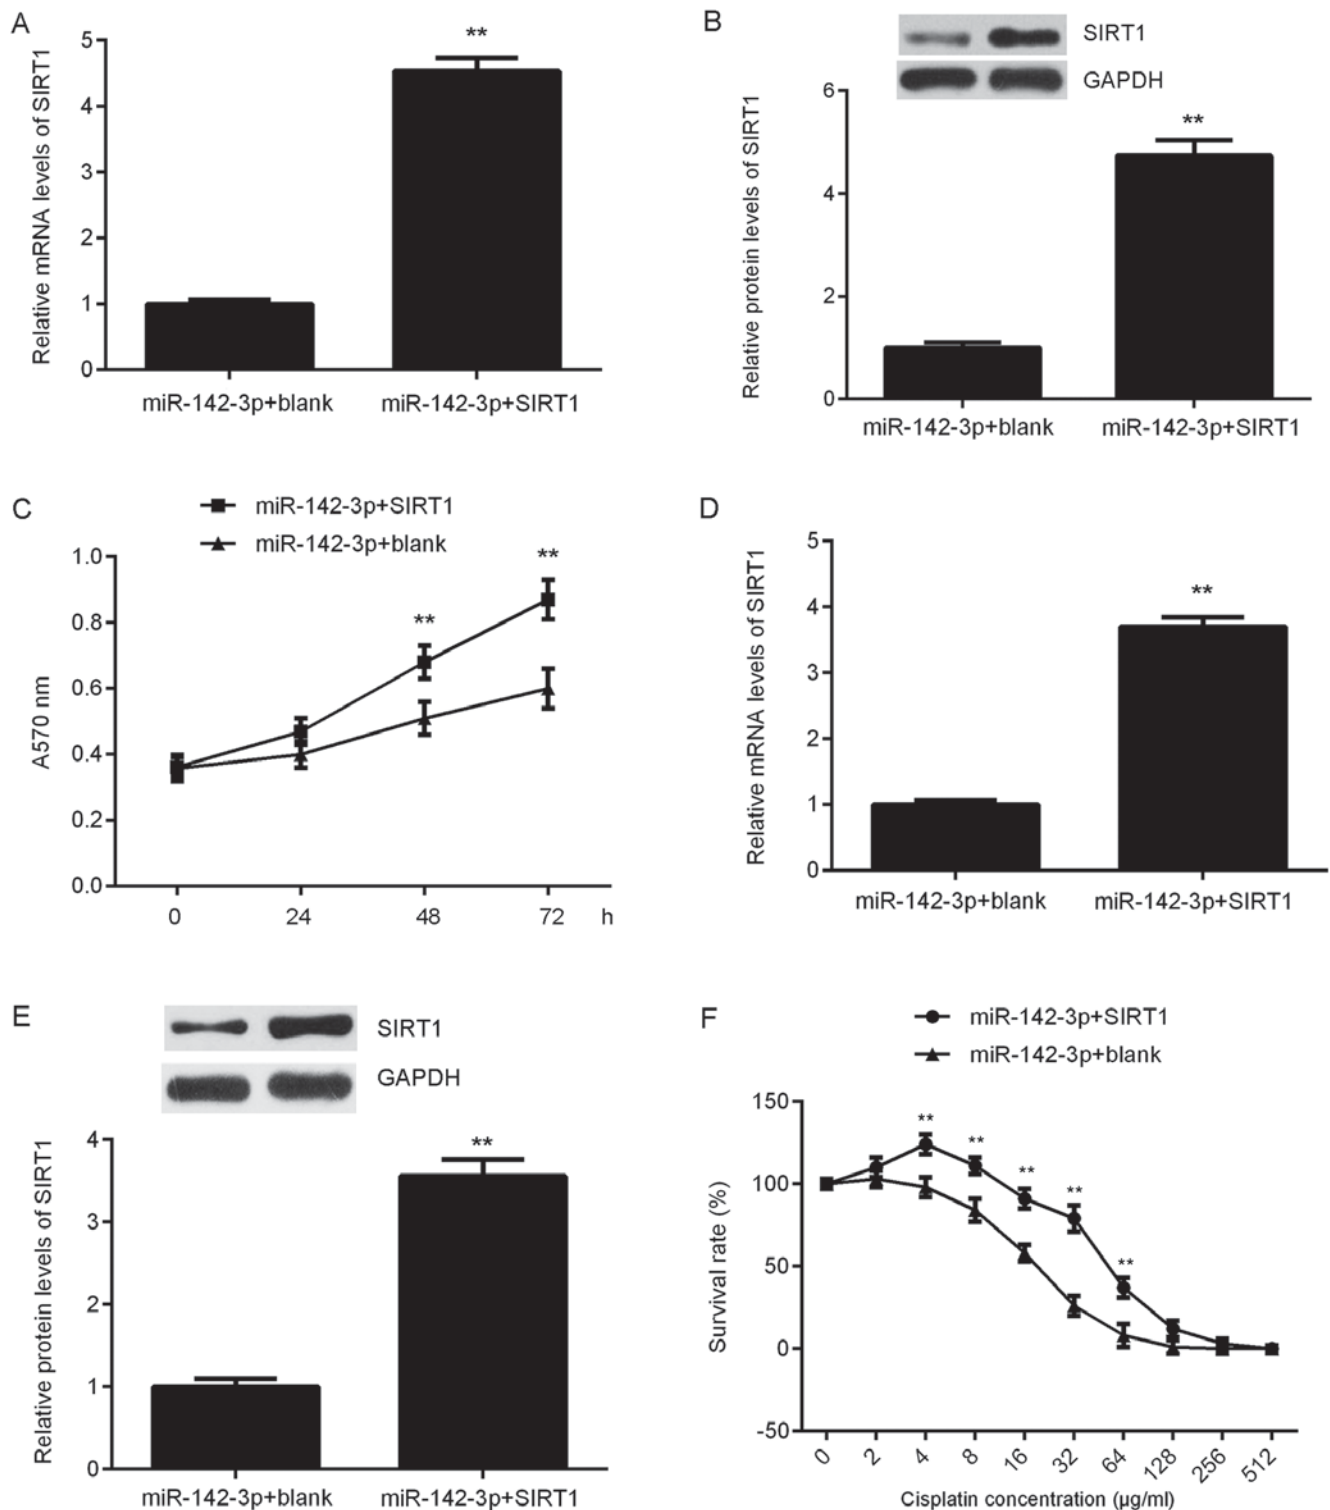 A
Relative mRNA levels of SIRT1
5
4
3
2
1
0
**
miR-142-3p+blank
miR-142-3p+SIRT1
B
SIRT1
GAPDH
Relative protein levels of SIRT1
6
4
2
0
**
miR-142-3p+blank
miR-142-3p+SIRT1
C
miR-142-3p+SIRT1
miR-142-3p+blank
A570 nm
1.0
0.8
0.6
0.4
0.2
0.0
**
**
0 24 48 72 h
D
Relative mRNA levels of SIRT1
5
4
3
2
1
0
**
miR-142-3p+blank
miR-142-3p+SIRT1
E
SIRT1
GAPDH
Relative protein levels of SIRT1
4
3
2
1
0
**
miR-142-3p+blank
miR-142-3p+SIRT1
F
miR-142-3p+SIRT1
miR-142-3p+blank
Survival rate (%)
150
100
50
0
-50
** ** ** ** **
0 2 4 8 16 32 64 128 256 512
Cisplatin concentration (µg/ml)